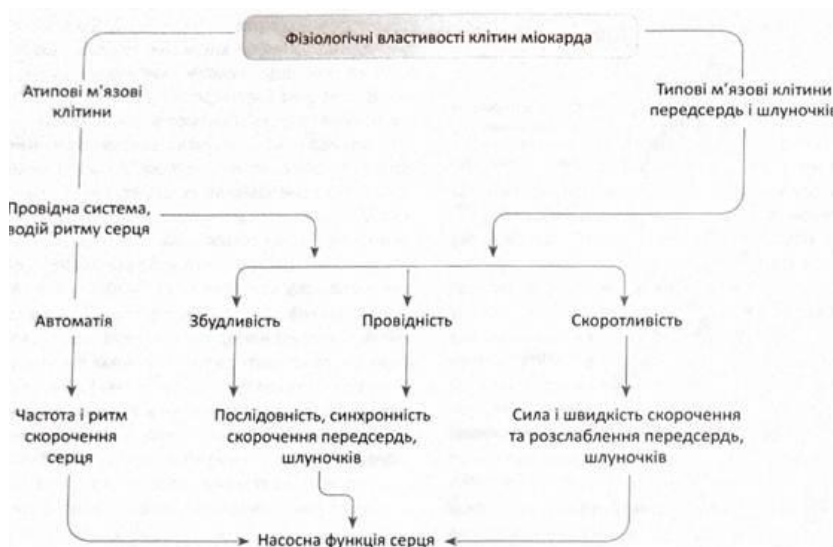 Фізіологічні властивості клітин міокарда
Атипові м'язові
клітини
Типові м'язові клітини
передсердь і шлуночків
Провідна система,
водій ритму серця
Автоматія
Збудливість
Провідність
Скоротливість
Частота і ритм
скорочення
серця
Послідовність, синхронність
скорочення передсердь,
шлуночків
Сила і швидкість скорочення
та розслаблення передсердь,
шлуночків
Насосна функція серця